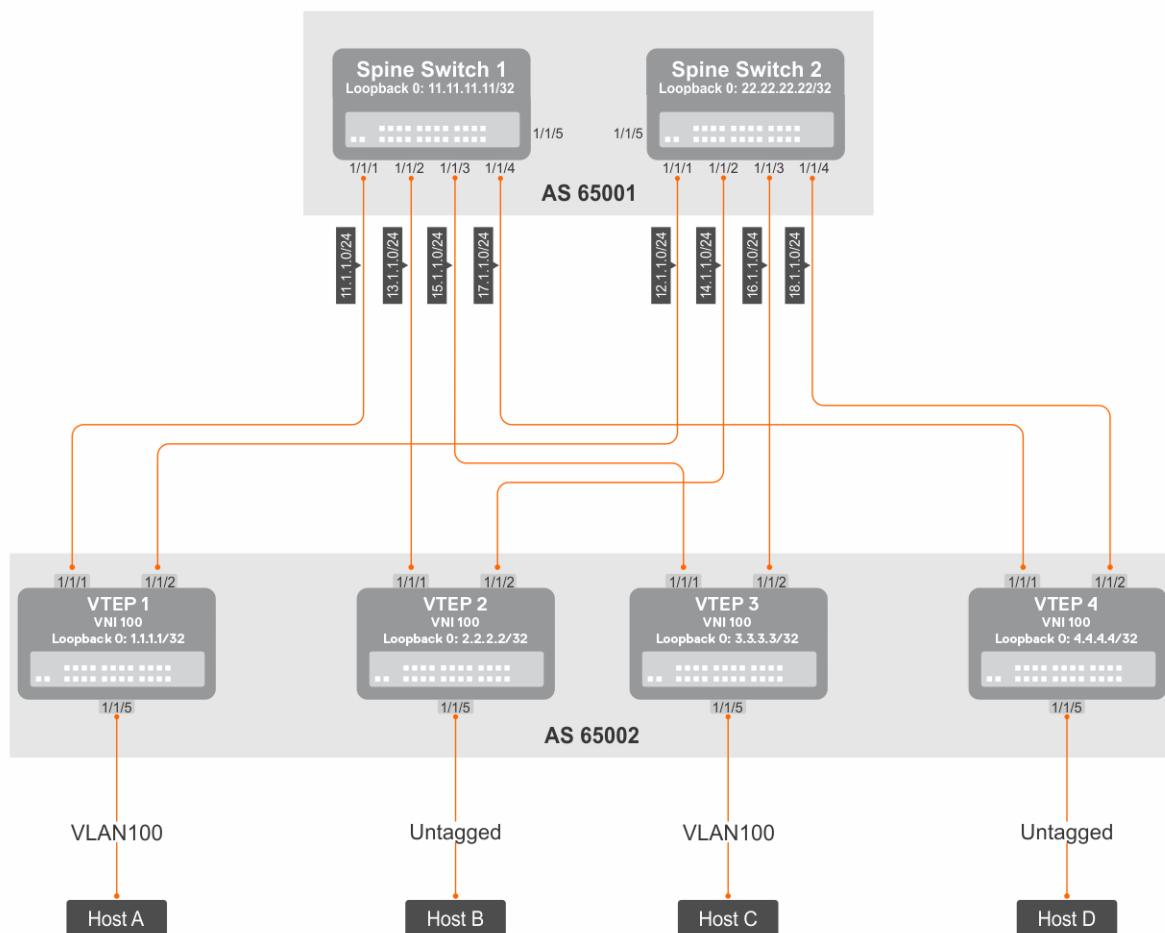 Spine Switch 1
Loopback 0: 11.11.11.11/32
1/1/5
1/1/1 1/1/2 1/1/3 1/1/4
Spine Switch 2
Loopback 0: 22.22.22.22/32
1/1/5
1/1/1 1/1/2 1/1/3 1/1/4
AS 65001
11.1.1.0/24
13.1.1.0/24
15.1.1.0/24
17.1.1.0/24
12.1.1.0/24
14.1.1.0/24
16.1.1.0/24
18.1.1.0/24
1/1/1 1/1/2
VTEP 1
VNI 100
Loopback 0: 1.1.1.1/32
1/1/5
1/1/1 1/1/2
VTEP 2
VNI 100
Loopback 0: 2.2.2.2/32
1/1/5
1/1/1 1/1/2
VTEP 3
VNI 100
Loopback 0: 3.3.3.3/32
1/1/5
1/1/1 1/1/2
VTEP 4
VNI 100
Loopback 0: 4.4.4.4/32
1/1/5
AS 65002
VLAN100
Untagged
VLAN100
Untagged
Host A
Host B
Host C
Host D